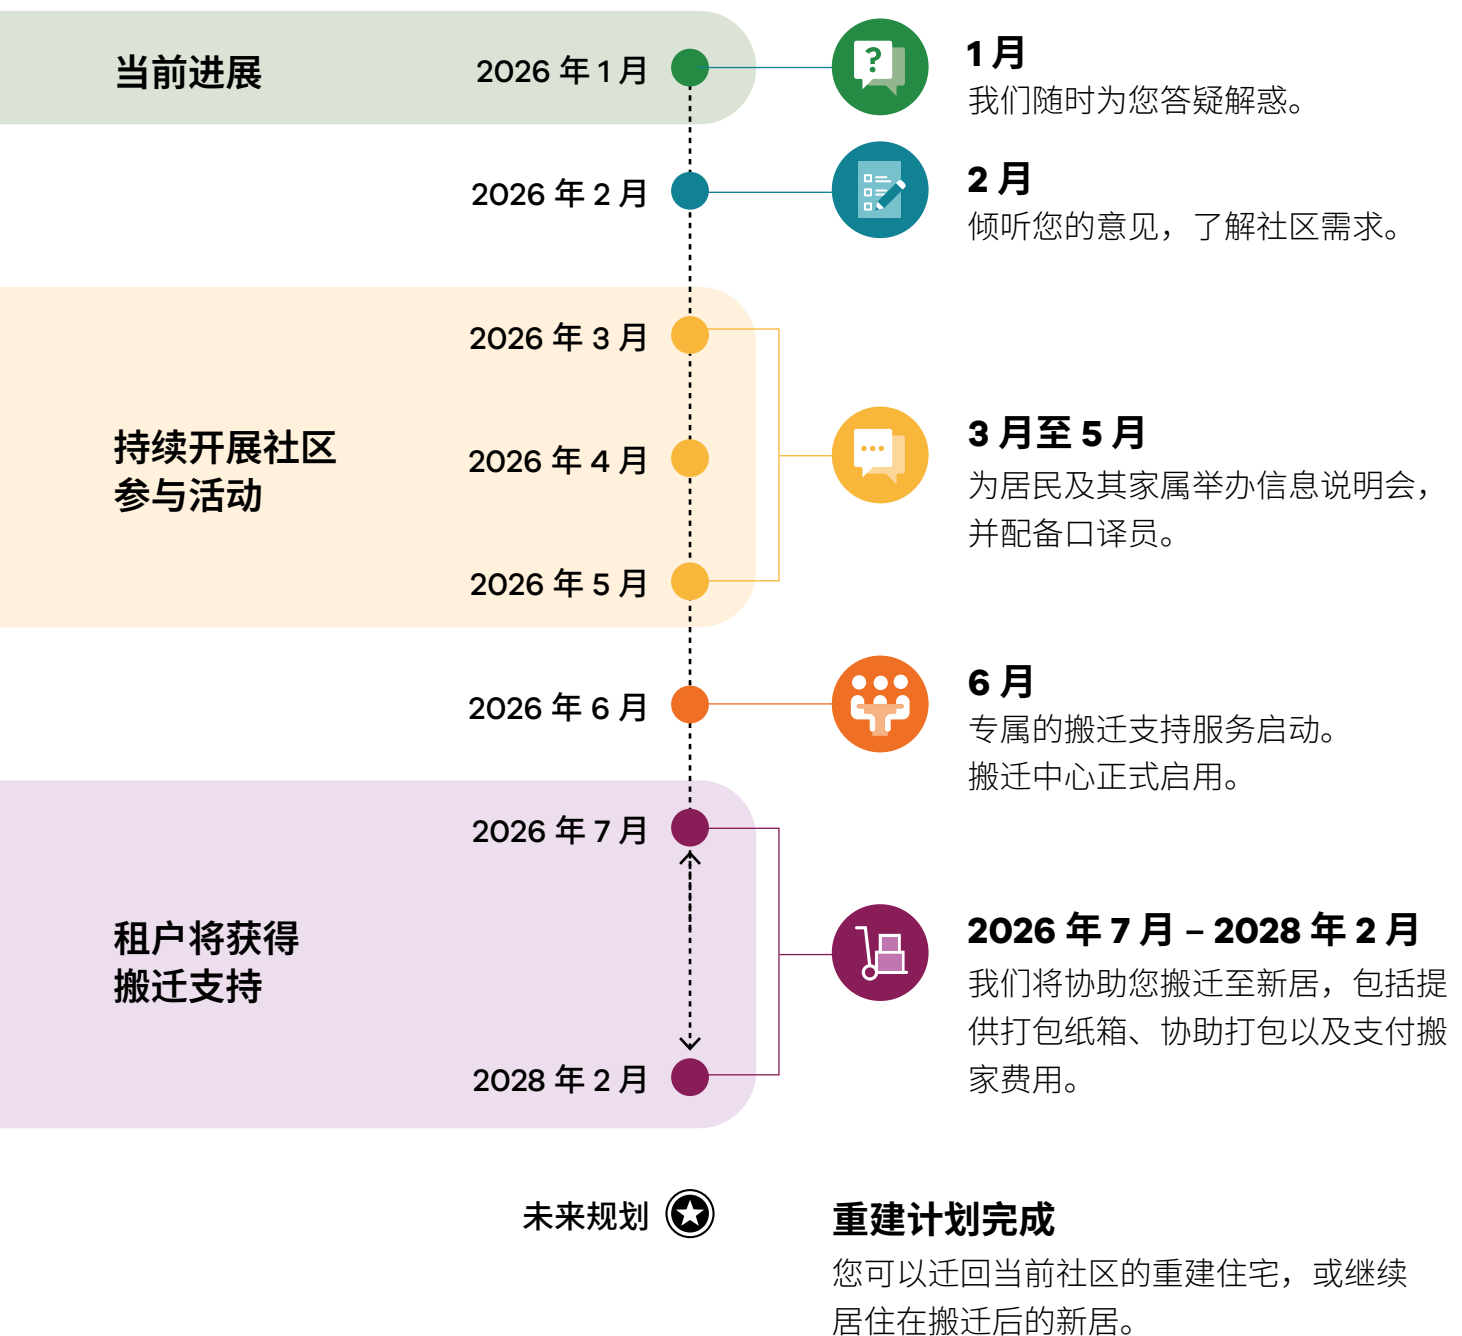 当前进展
2026 年 1 月
1 月
我们随时为您答疑解惑。
2026 年 2 月
2 月
倾听您的意见，了解社区需求。
持续开展社区
参与活动
2026 年 3 月
2026 年 4 月
2026 年 5 月
3 月至 5 月
为居民及其家属举办信息说明会，
并配备口译员。
2026 年 6 月
6 月
专属的搬迁支持服务启动。
搬迁中心正式启用。
租户将获得
搬迁支持
2026 年 7 月
2028 年 2 月
2026 年 7 月 – 2028 年 2 月
我们将协助您搬迁至新居，包括提
供打包纸箱、协助打包以及支付搬
家费用。
未来规划
重建计划完成
您可以迁回当前社区的重建住宅，或继续
居住在搬迁后的新居。